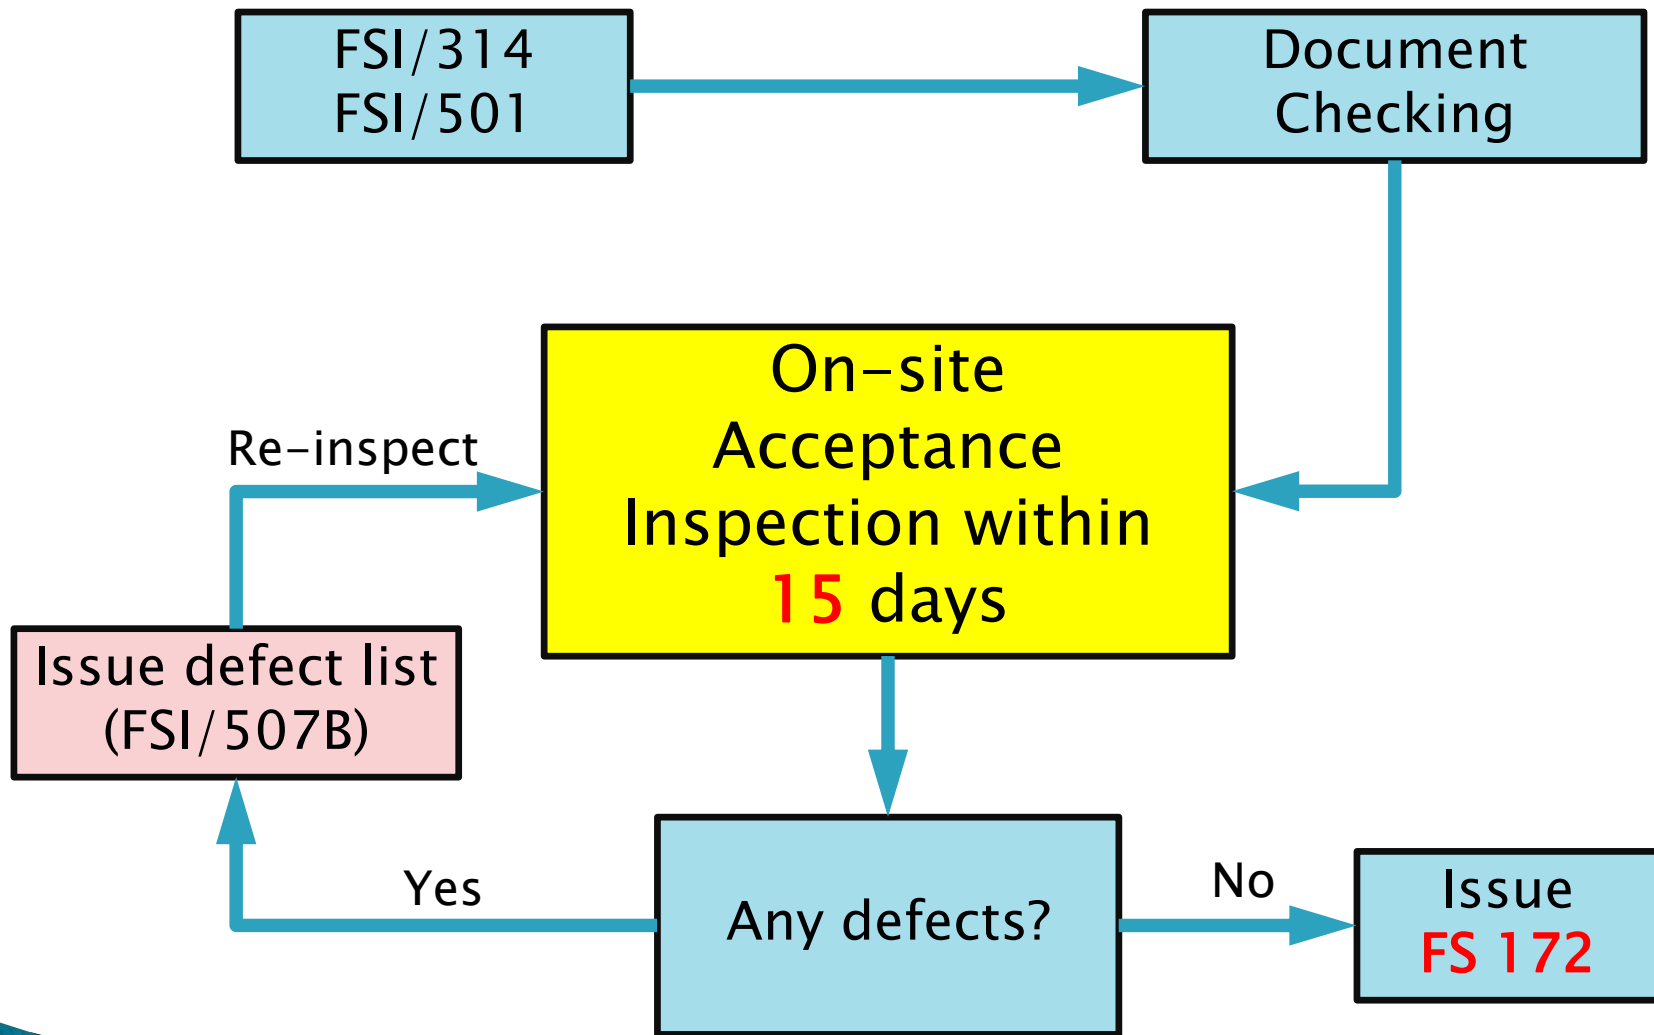 FSI/314
FSI/501
Document
Checking
On-site
Acceptance
Inspection within
15 days
Re-inspect
Issue defect list
(FSI/507B)
Yes
Any defects?
No
Issue
FS 172